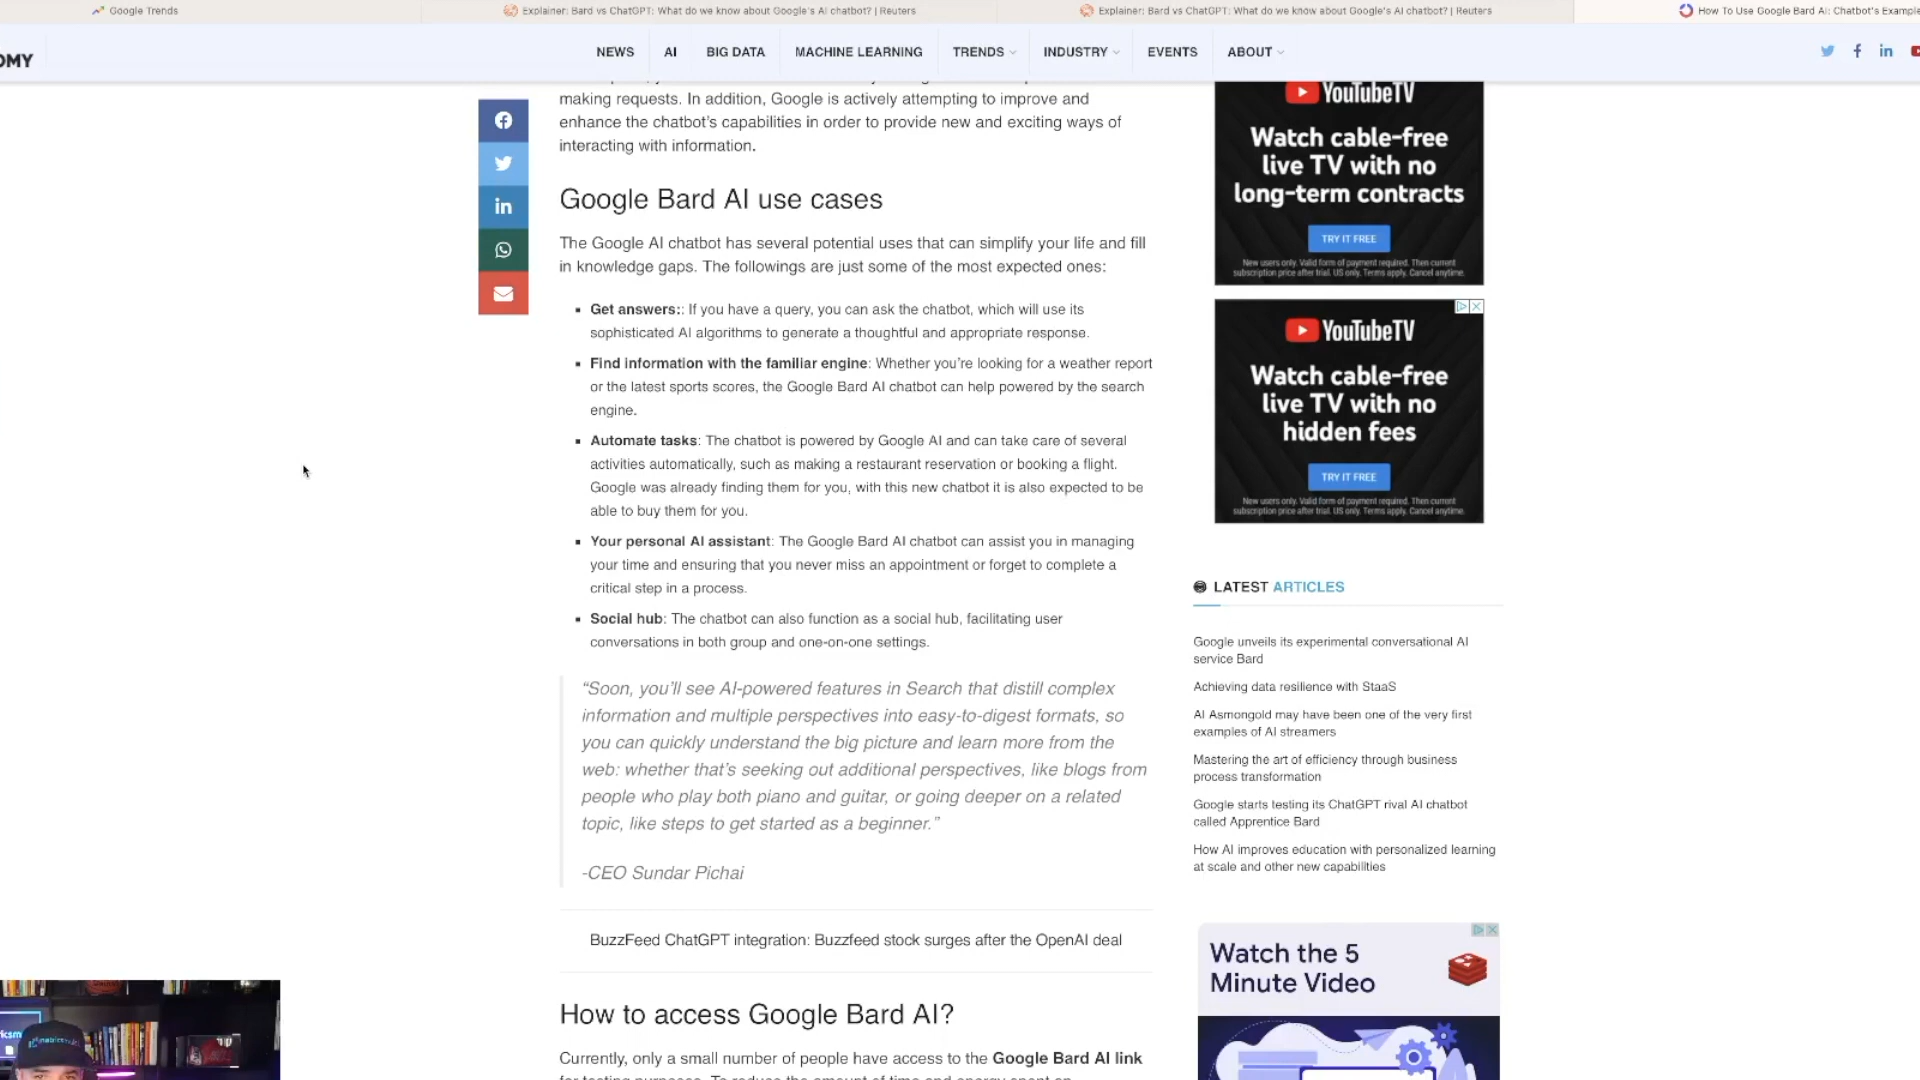 Google Trends
Explainer: Bard vs ChatGPT: What do we know about Google's AI chatbot? | Reuters
Explainer: Bard vs ChatGPT: What do we know about Google's AI chatbot? | Reuters
How To Use Google Bard Ai: Chatbot's Example
OMY
NEWS
AI
BIG DATA
MACHINE LEARNING
TRENDS
INDUSTRY
EVENTS
ABOUT
making requests. In addition, Google is actively attempting to improve and
enhance the chatbot's capabilities in order to provide new and exciting ways of
interacting with information.
Google Bard AI use cases
The Google AI chatbot has several potential uses that can simplify your life and fill
in knowledge gaps. The followings are just some of the most expected ones:
Get answers:: If you have a query, you can ask the chatbot, which will use its
sophisticated AI algorithms to generate a thoughtful and appropriate response.
Find information with the familiar engine: Whether you're looking for a weather report
or the latest sports scores, the Google Bard AI chatbot can help powered by the search
engine.
Automate tasks: The chatbot is powered by Google AI and can take care of several
activities automatically, such as making a restaurant reservation or booking a flight.
Google was already finding them for you, with this new chatbot it is also expected to be
able to buy them for you.
Your personal AI assistant: The Google Bard AI chatbot can assist you in managing
your time and ensuring that you never miss an appointment or forget to complete a
critical step in a process.
Social hub: The chatbot can also function as a social hub, facilitating user
conversations in both group and one-on-one settings.
"Soon, you'll see AI-powered features in Search that distill complex
information and multiple perspectives into easy-to-digest formats, so
you can quickly understand the big picture and learn more from the
web: whether that's seeking out additional perspectives, like blogs from
people who play both piano and guitar, or going deeper on a related
topic, like steps to get started as a beginner."
-CEO Sundar Pichai
BuzzFeed ChatGPT integration: Buzzfeed stock surges after the OpenAI deal
How to access Google Bard AI?
Currently, only a small number of people have access to the Google Bard AI link
YouTubeTV
Watch cable-free
live TV with no
long-term contracts
TRY IT FREE
New users only. Valid form of payment required. Then current
subscription price after trial. US only. Terms apply. Cancel anytime.
YouTubeTV
Watch cable-free
live TV with no
hidden fees
TRY IT FREE
New users only. Valid form of payment required. Then current
subscription price after trial. US only. Terms apply. Cancel anytime.
LATEST ARTICLES
Google unveils its experimental conversational AI
service Bard
Achieving data resilience with StaaS
AI Asmongold may have been one of the very first
examples of AI streamers
Mastering the art of efficiency through business
process transformation
Google starts testing its ChatGPT rival AI chatbot
called Apprentice Bard
How AI improves education with personalized learning
at scale and other new capabilities
Watch the 5
Minute Video